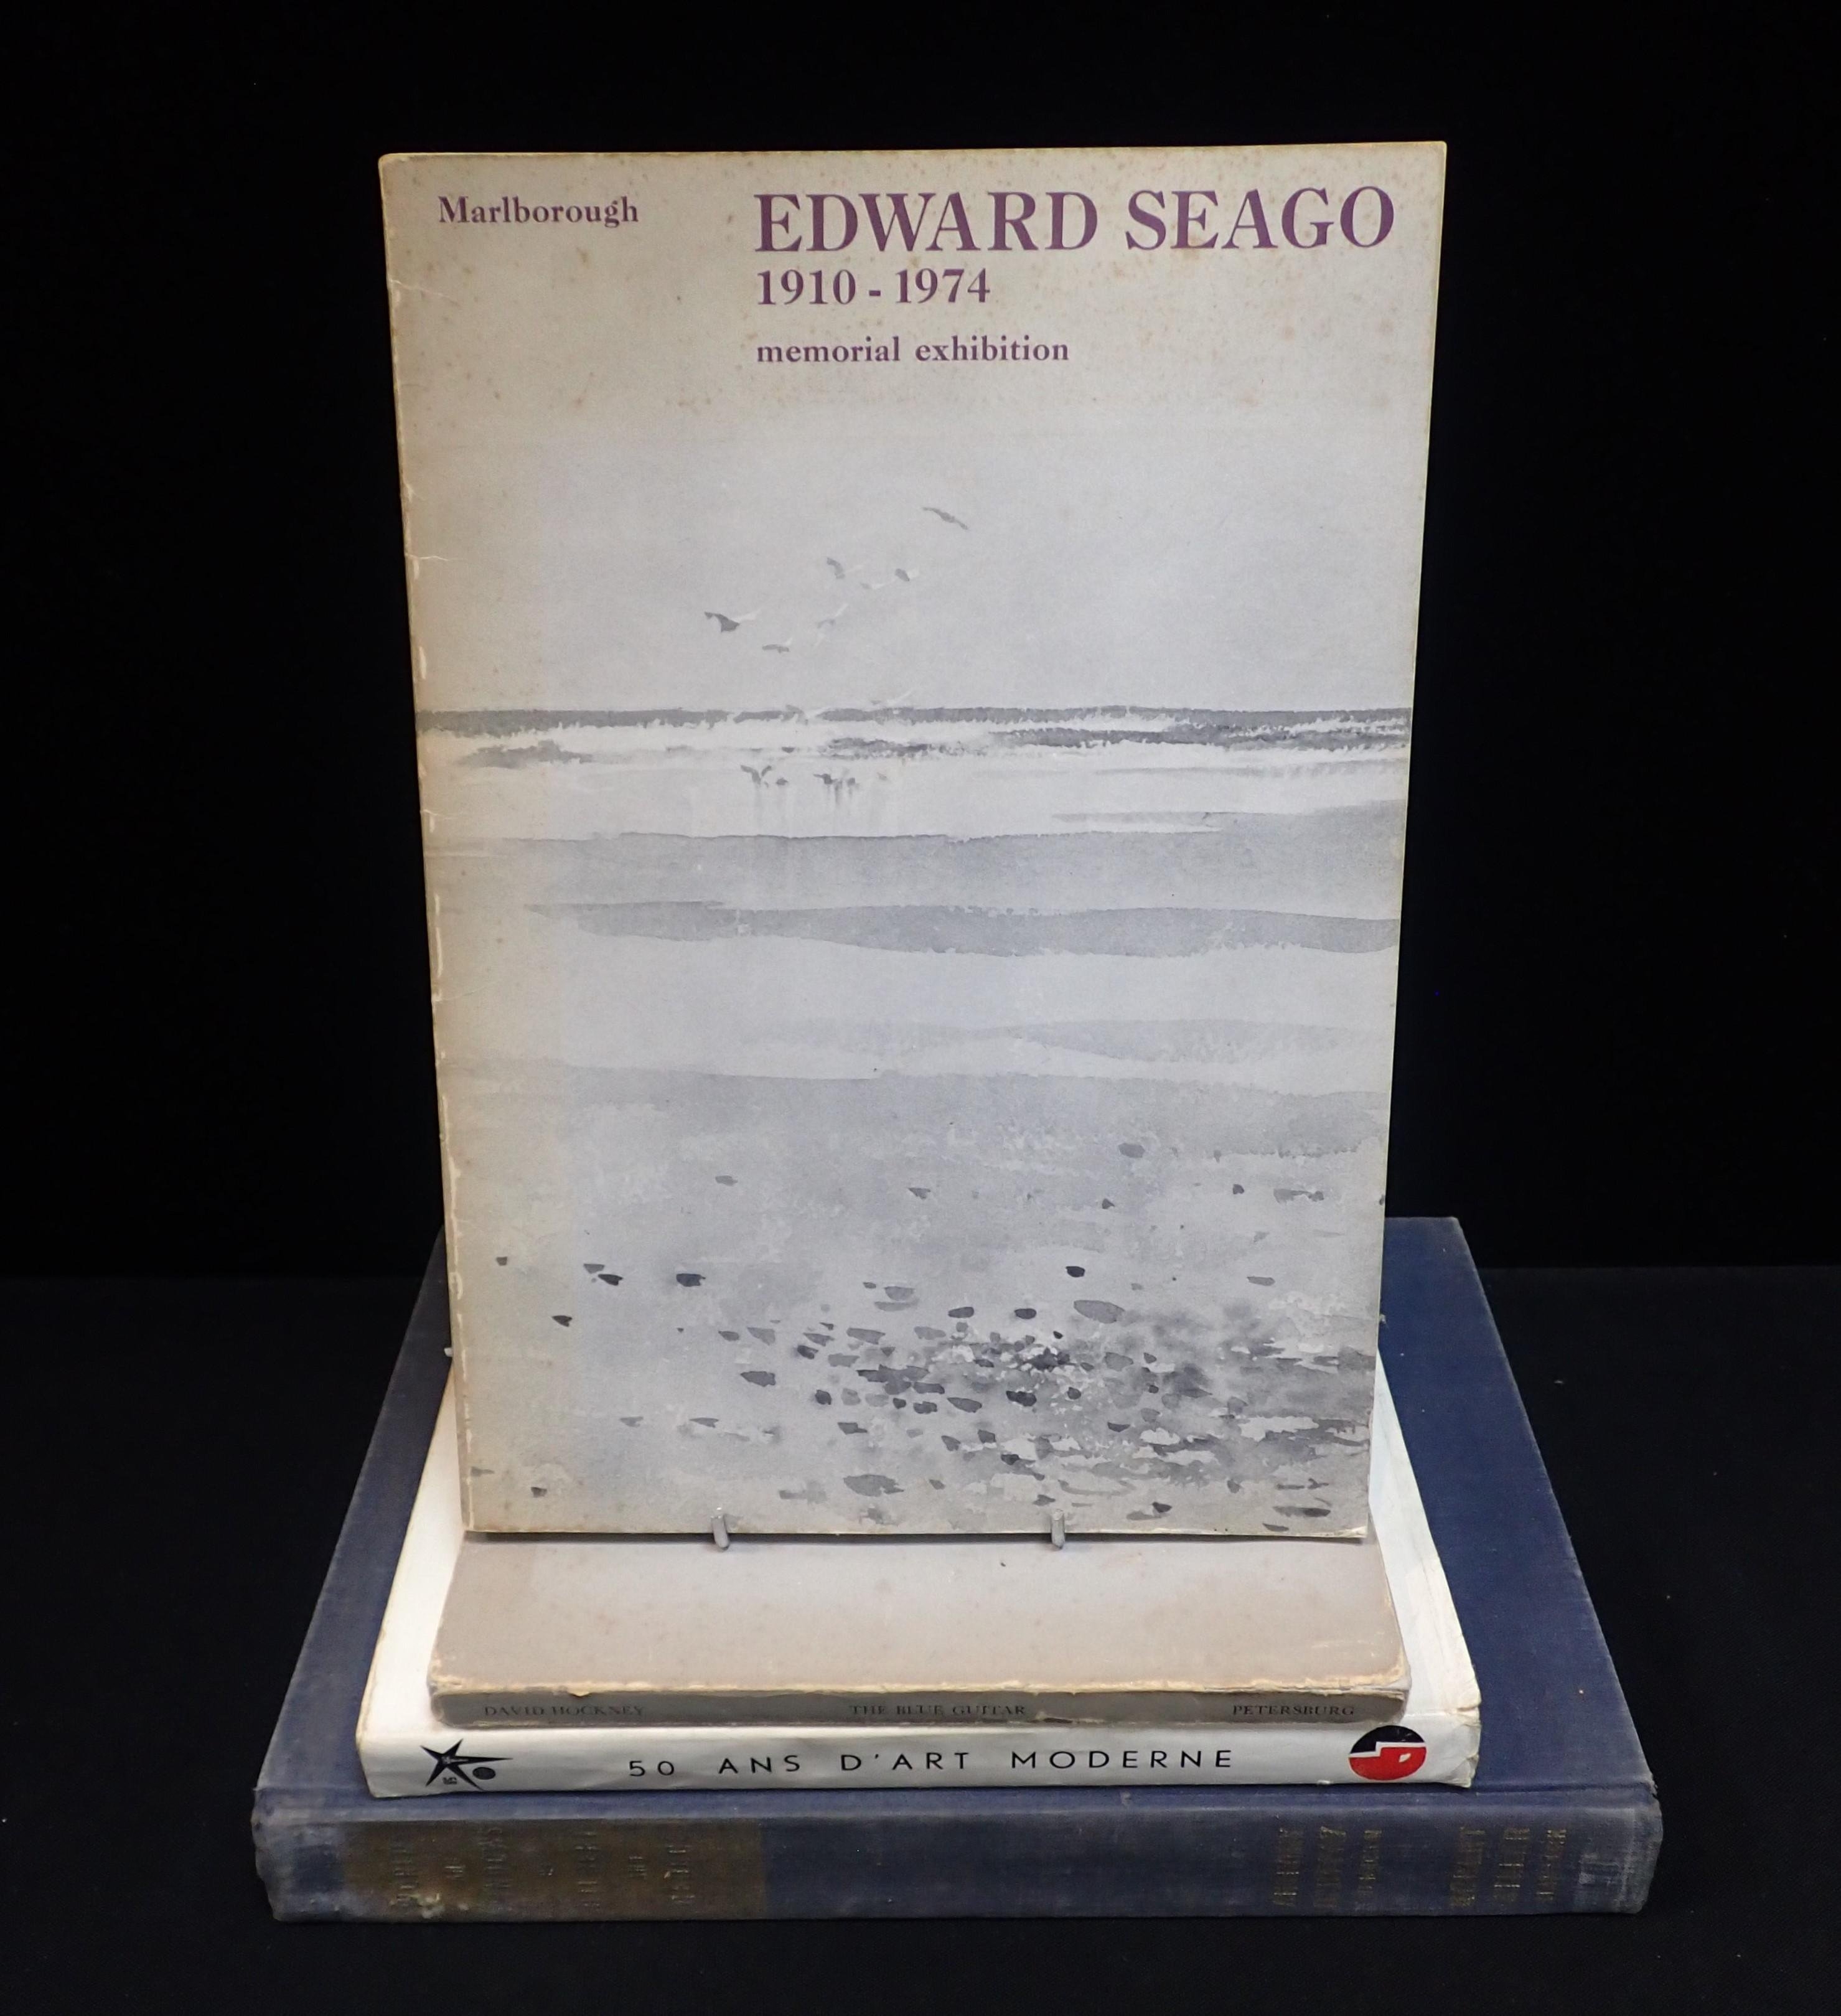 Marlborough
EDWARD SEAGO
1910 - 1974
memorial exhibition
DAVID HOCKNEY THE BLUE GUITAR PETERSBURG
50 ANS D'ART MODERNE